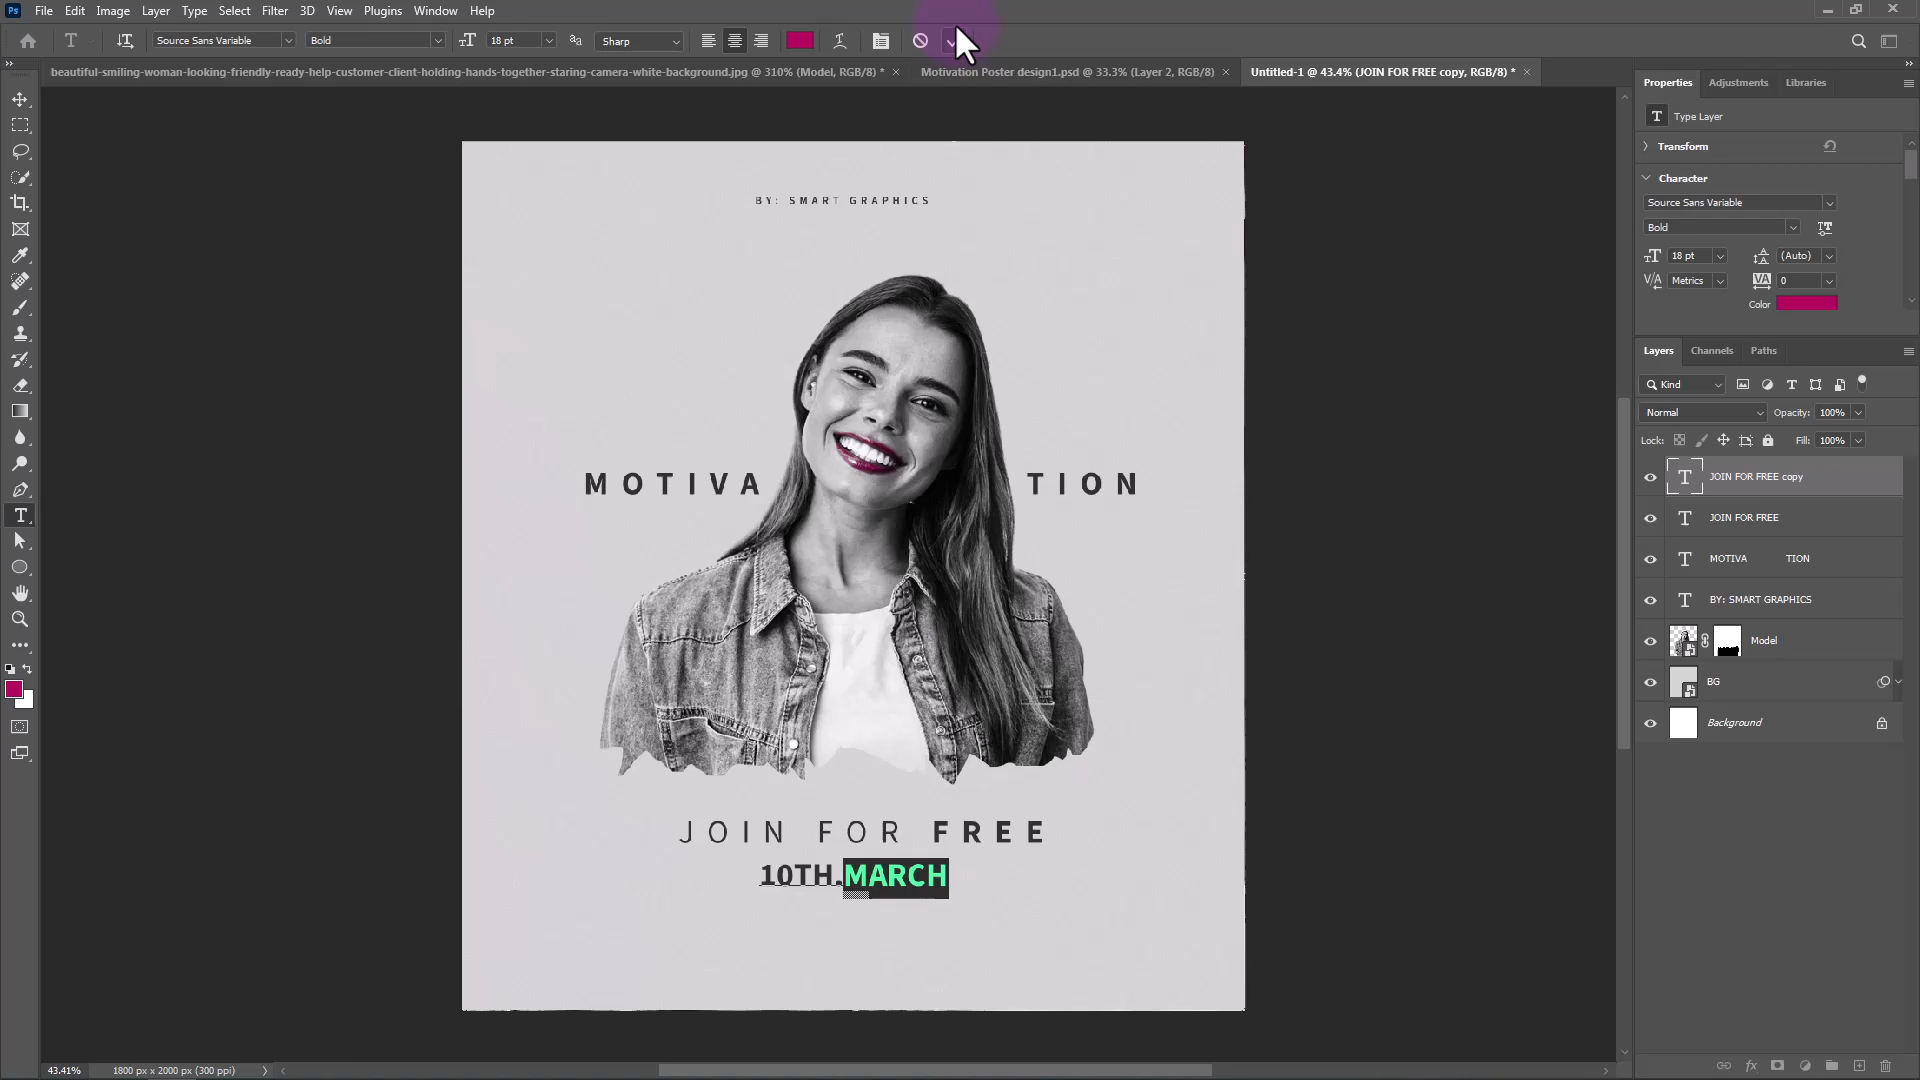 Ps File Edit Image Layer Type Select Filter 3D View Plugins Window Help
T Source Sans Variable Bold 18 pt aa Sharp
beautiful-smiling-woman-looking-friendly-ready-help-customer-client-holding-hands-together-staring-camera-white-background.jpg @ 310% (Model, RGB/8) * Motivation Poster design1.psd @ 33.3% (Layer 2, RGB/8) Untitled-1 @ 43.4% (JOIN FOR FREE copy, RGB/8) *
Properties Adjustments Libraries
T Type Layer
Transform
Character
Source Sans Variable
Bold
18 pt (Auto)
Metrics 0
Color
Layers Channels Paths
Kind
Normal Opacity: 100%
Lock: Fill: 100%
T JOIN FOR FREE copy
T JOIN FOR FREE
T MOTIVA TION
T BY: SMART GRAPHICS
Model
BG
Background
BY: SMART GRAPHICS
MOTIVA TION
JOIN FOR FREE
10TH.MARCH
43.41% 1800 px x 2000 px (300 ppi)